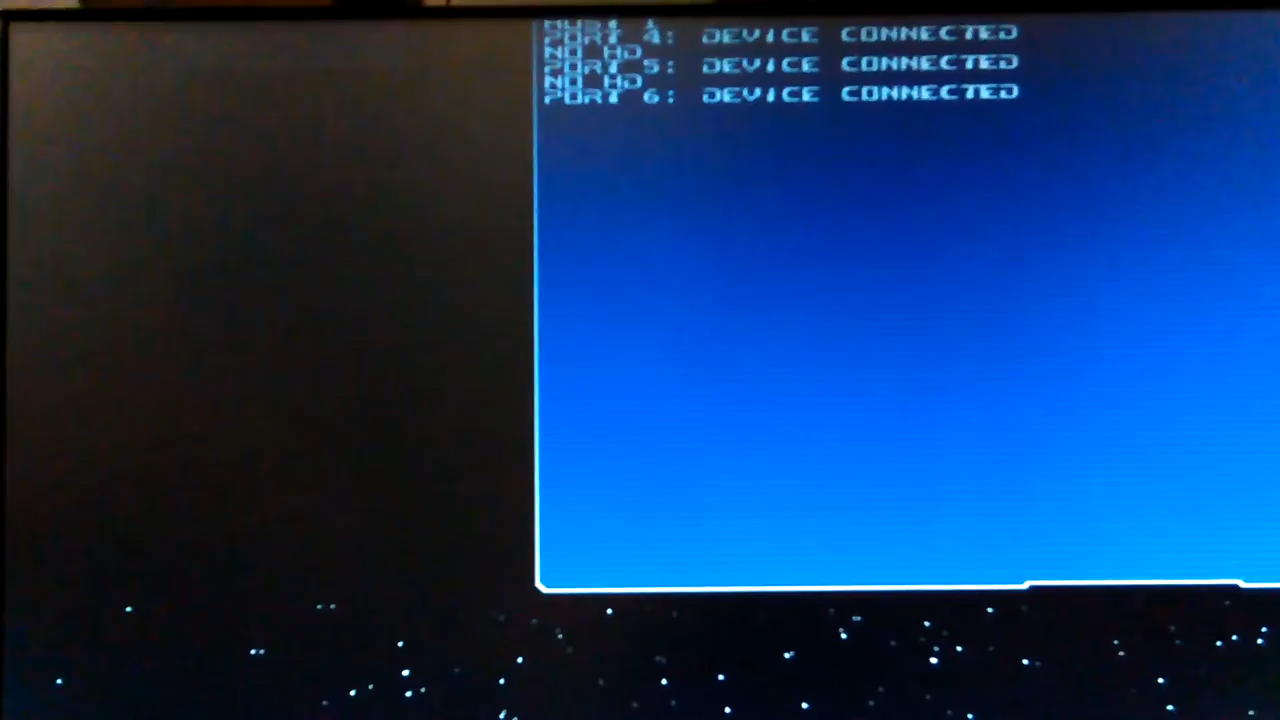 PORT 4: DEVICE CONNECTED
NO HD
PORT 5: DEVICE CONNECTED
NO HD
PORT 6: DEVICE CONNECTED